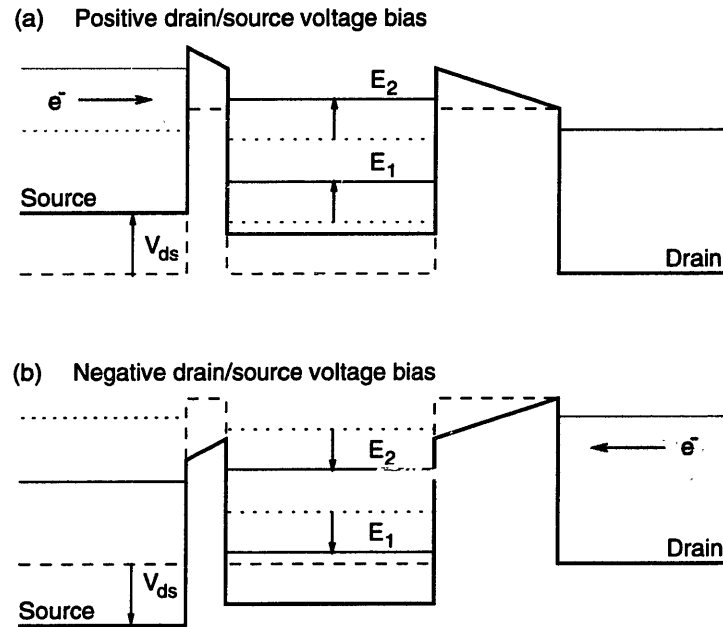 (a) Positive drain/source voltage bias
e⁻
E₂
E₁
Source
V_ds
Drain
(b) Negative drain/source voltage bias
E₂
e⁻
E₁
Drain
V_ds
Source